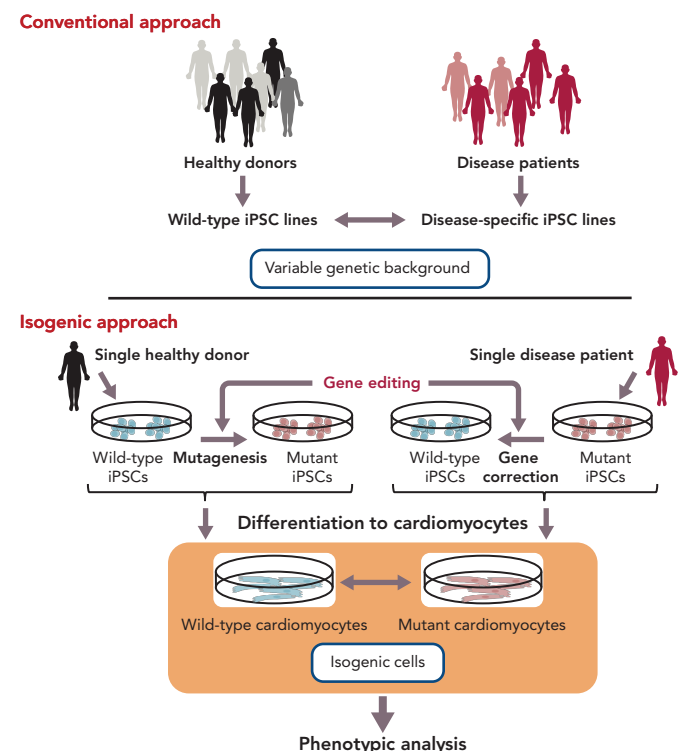 Conventional approach
Healthy donors
Disease patients
Wild-type iPSC lines
Disease-specific iPSC lines
Variable genetic background
Isogenic approach
Single healthy donor
Single disease patient
Gene editing
Wild-type
iPSCs
Mutagenesis
Mutant
iPSCs
Wild-type
iPSCs
Gene
correction
Mutant
iPSCs
Differentiation to cardiomyocytes
Wild-type cardiomyocytes
Mutant cardiomyocytes
Isogenic cells
Phenotypic analysis